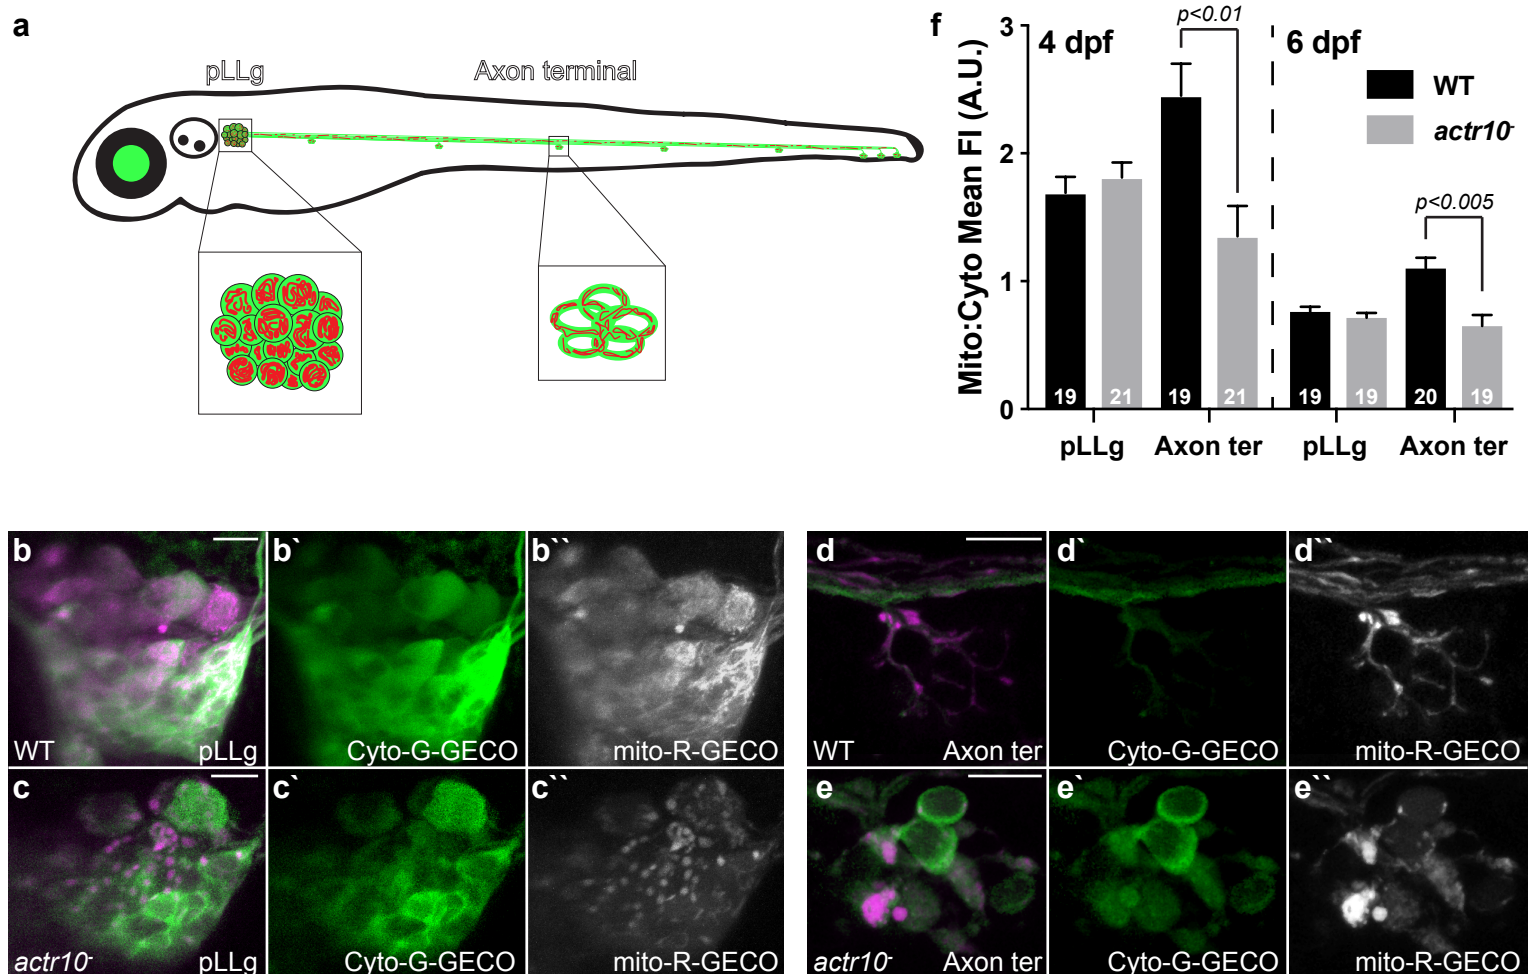 a
pLLg
Axon terminal
f
3
2
1
0
Mito:Cyto Mean FI (A.U.)
4 dpf
p<0.01
6 dpf
WT
actr10-
p<0.005
19 21 19 21 19 19 20 19
pLLg Axon ter pLLg Axon ter
b
WT pLLg
b`
Cyto-G-GECO
b``
mito-R-GECO
d
WT Axon ter
d`
Cyto-G-GECO
d``
mito-R-GECO
c
actr10- pLLg
c`
Cyto-G-GECO
c``
mito-R-GECO
e
actr10- Axon ter
e`
Cyto-G-GECO
e``
mito-R-GECO